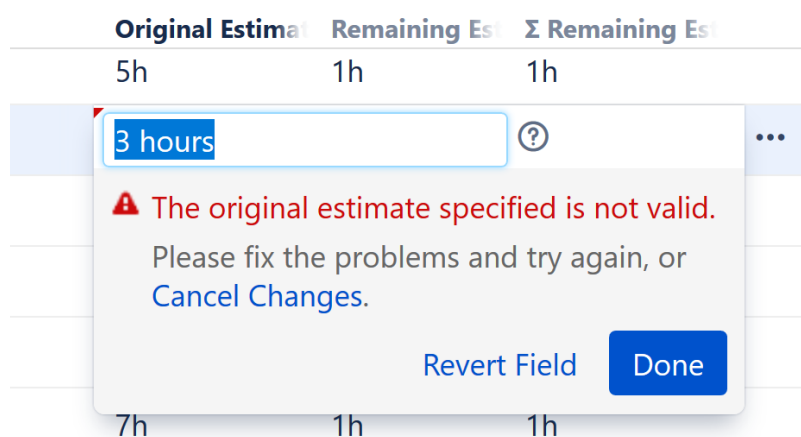 Original Estima Remaining Est Σ Remaining Est
5h 1h 1h
3 hours
The original estimate specified is not valid.
Please fix the problems and try again, or
Cancel Changes.
Revert Field Done
7h 1h 1h